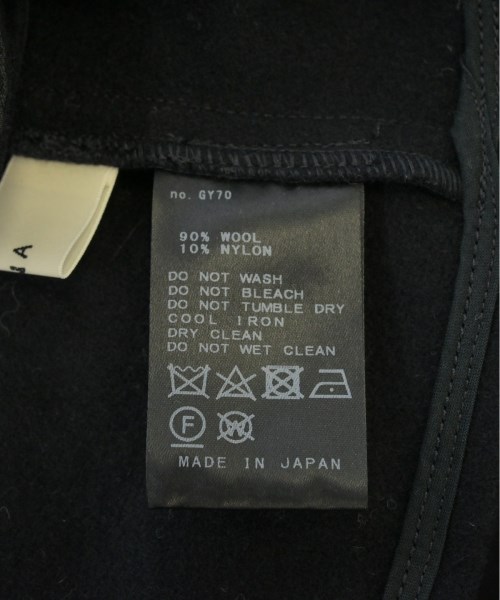 no. GY70
90% WOOL
10% NYLON
DO NOT WASH
DO NOT BLEACH
DO NOT TUMBLE DRY
COOL IRON
DRY CLEAN
DO NOT WET CLEAN
F W
MADE IN JAPAN